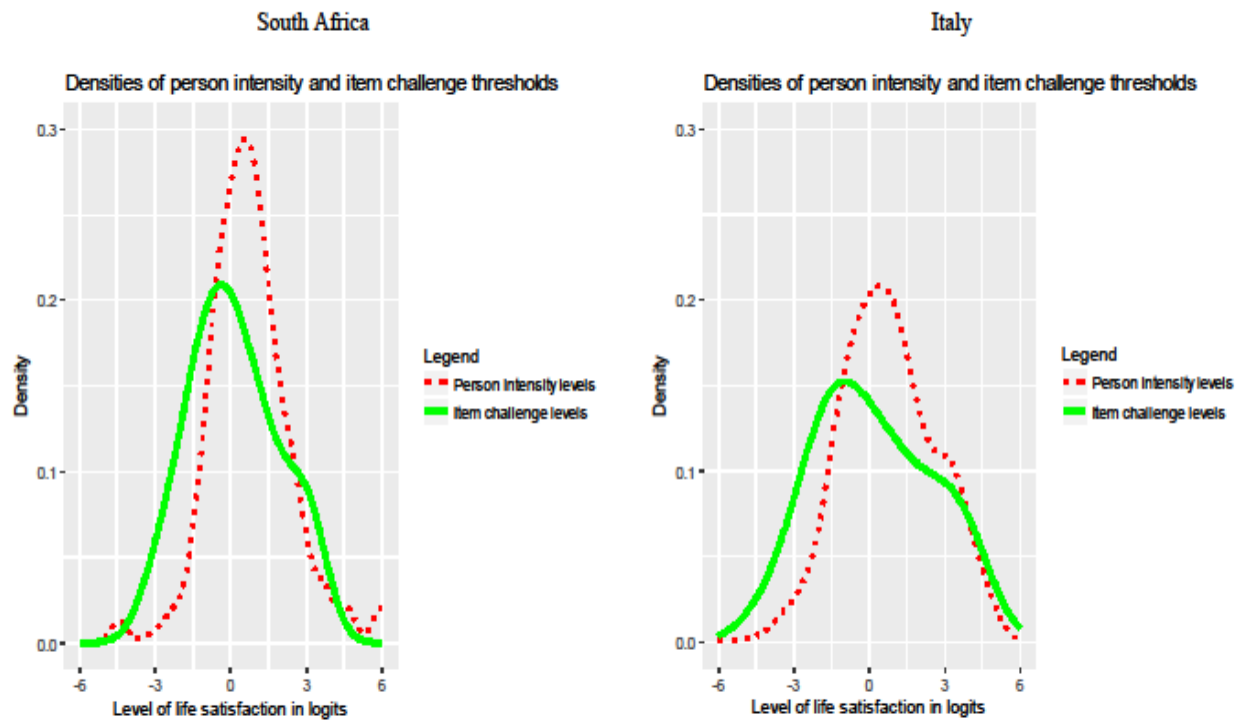 South Africa
Densities of person intensity and item challenge thresholds
0.3
0.2
0.1
0.0
Density
-6 -3 0 3 6
Level of life satisfaction in logits
Legend
Person Intensity levels
Item challenge levels
Italy
Densities of person intensity and item challenge thresholds
0.3
0.2
0.1
0.0
Density
-6 -3 0 3 6
Level of life satisfaction in logits
Legend
Person Intensity levels
Item challenge levels